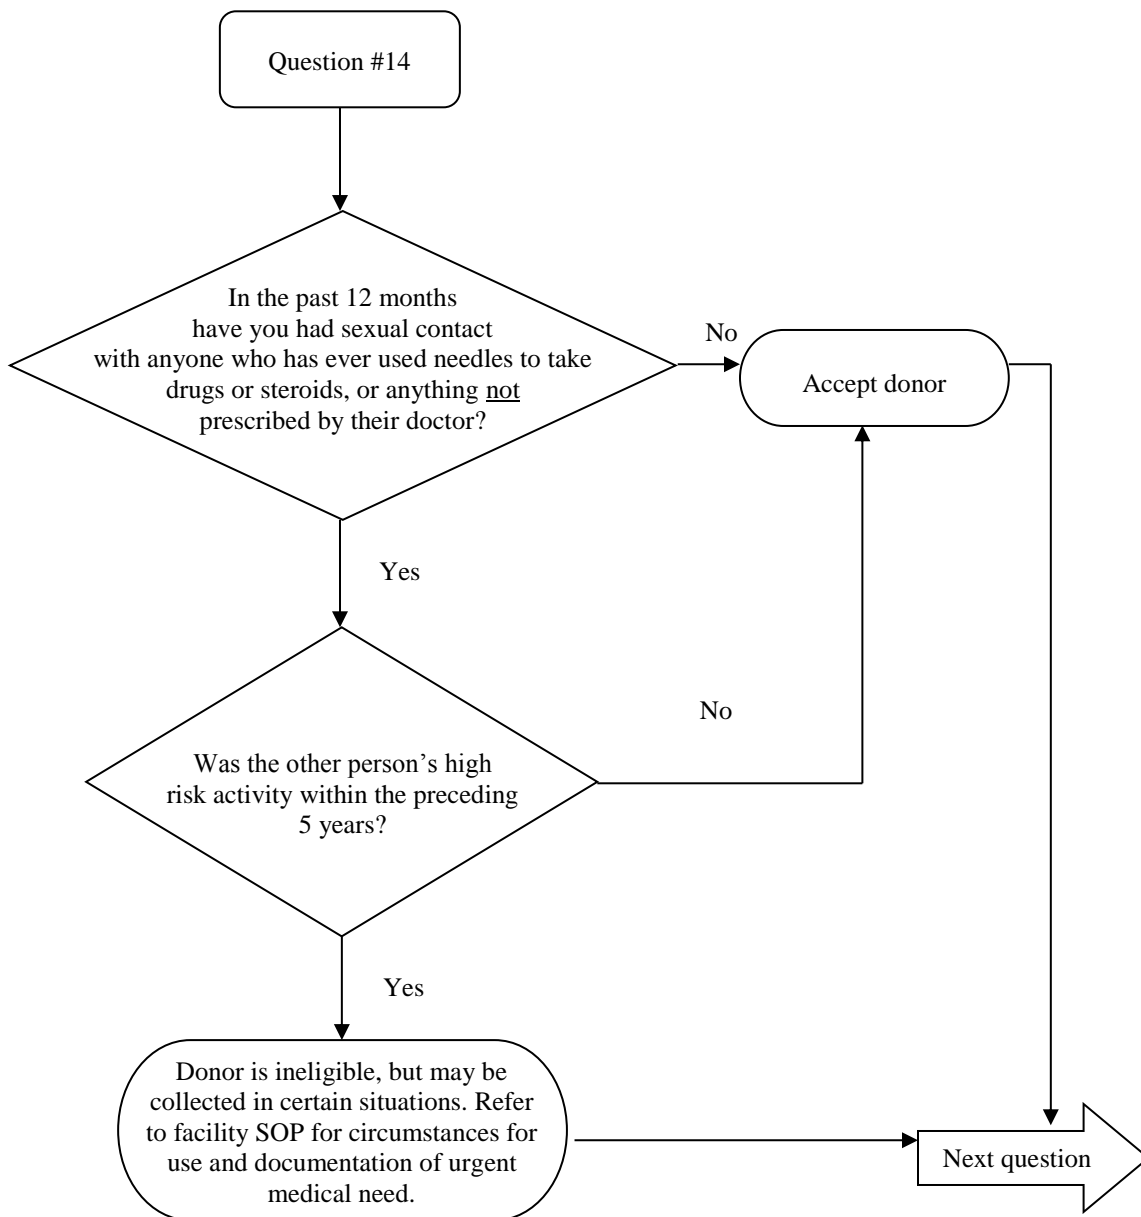 Question #14
In the past 12 months
have you had sexual contact
with anyone who has ever used needles to take
drugs or steroids, or anything not
prescribed by their doctor?
No
Accept donor
Yes
Was the other person’s high
risk activity within the preceding
5 years?
No
Yes
Donor is ineligible, but may be
collected in certain situations. Refer
to facility SOP for circumstances for
use and documentation of urgent
medical need.
Next question